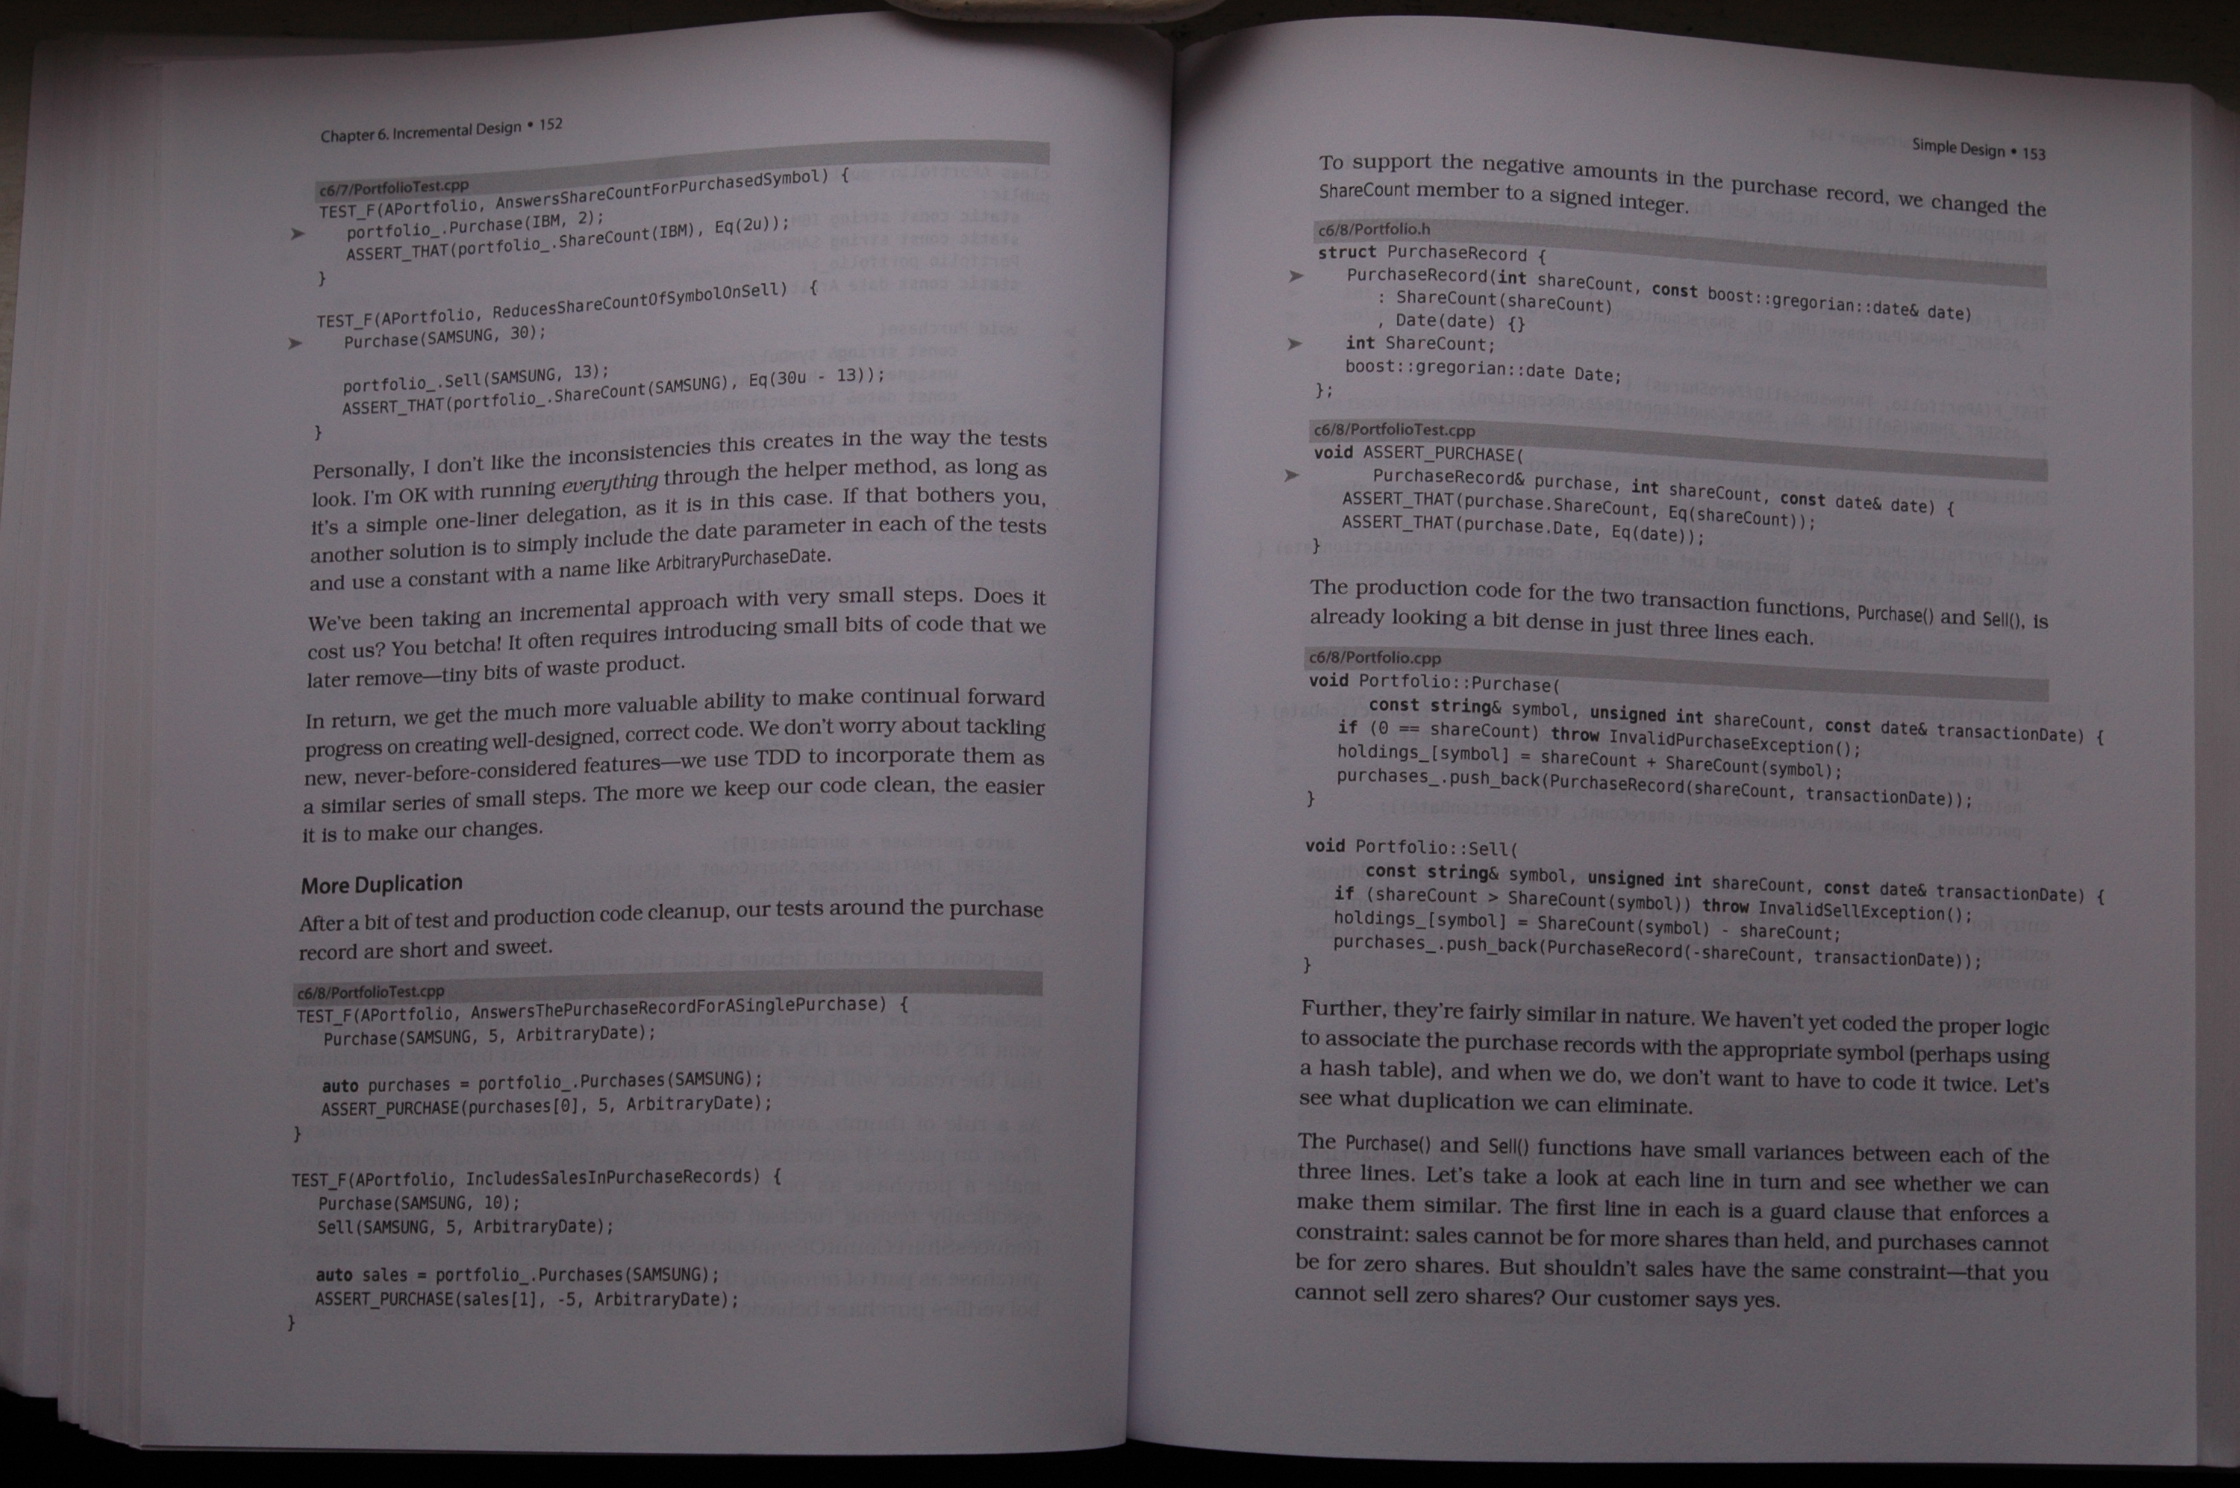 Chapter 6. Incremental Design • 152
c6/7/PortfolioTest.cpp
TEST_F(APortfolio, AnswersShareCountForPurchasedSymbol) {
➤ portfolio_.Purchase(IBM, 2);
ASSERT_THAT(portfolio_.ShareCount(IBM), Eq(2u));
}
TEST_F(APortfolio, ReducesShareCountOfSymbolOnSell) {
➤ Purchase(SAMSUNG, 30);
portfolio_.Sell(SAMSUNG, 13);
ASSERT_THAT(portfolio_.ShareCount(SAMSUNG), Eq(30u - 13));
}
Personally, I don't like the inconsistencies this creates in the way the tests
look. I'm OK with running everything through the helper method, as long as
it's a simple one-liner delegation, as it is in this case. If that bothers you,
another solution is to simply include the date parameter in each of the tests
and use a constant with a name like ArbitraryPurchaseDate.
We've been taking an incremental approach with very small steps. Does it
cost us? You betcha! It often requires introducing small bits of code that we
later remove—tiny bits of waste product.
In return, we get the much more valuable ability to make continual forward
progress on creating well-designed, correct code. We don't worry about tackling
new, never-before-considered features—we use TDD to incorporate them as
a similar series of small steps. The more we keep our code clean, the easier
it is to make our changes.
More Duplication
After a bit of test and production code cleanup, our tests around the purchase
record are short and sweet.
c6/8/PortfolioTest.cpp
TEST_F(APortfolio, AnswersThePurchaseRecordForASinglePurchase) {
Purchase(SAMSUNG, 5, ArbitraryDate);
auto purchases = portfolio_.Purchases(SAMSUNG);
ASSERT_PURCHASE(purchases[0], 5, ArbitraryDate);
}
TEST_F(APortfolio, IncludesSalesInPurchaseRecords) {
Purchase(SAMSUNG, 10);
Sell(SAMSUNG, 5, ArbitraryDate);
auto sales = portfolio_.Purchases(SAMSUNG);
ASSERT_PURCHASE(sales[1], -5, ArbitraryDate);
}
Simple Design • 153
To support the negative amounts in the purchase record, we changed the
ShareCount member to a signed integer.
c6/8/Portfolio.h
struct PurchaseRecord {
➤ PurchaseRecord(int shareCount, const boost::gregorian::date& date)
: ShareCount(shareCount)
, Date(date) {}
➤ int ShareCount;
boost::gregorian::date Date;
};
c6/8/PortfolioTest.cpp
void ASSERT_PURCHASE(
➤ PurchaseRecord& purchase, int shareCount, const date& date) {
ASSERT_THAT(purchase.ShareCount, Eq(shareCount));
ASSERT_THAT(purchase.Date, Eq(date));
}
The production code for the two transaction functions, Purchase() and Sell(), is
already looking a bit dense in just three lines each.
c6/8/Portfolio.cpp
void Portfolio::Purchase(
const string& symbol, unsigned int shareCount, const date& transactionDate) {
if (0 == shareCount) throw InvalidPurchaseException();
holdings_[symbol] = shareCount + ShareCount(symbol);
purchases_.push_back(PurchaseRecord(shareCount, transactionDate));
}
void Portfolio::Sell(
const string& symbol, unsigned int shareCount, const date& transactionDate) {
if (shareCount > ShareCount(symbol)) throw InvalidSellException();
holdings_[symbol] = ShareCount(symbol) - shareCount;
purchases_.push_back(PurchaseRecord(-shareCount, transactionDate));
}
Further, they're fairly similar in nature. We haven't yet coded the proper logic
to associate the purchase records with the appropriate symbol (perhaps using
a hash table), and when we do, we don't want to have to code it twice. Let's
see what duplication we can eliminate.
The Purchase() and Sell() functions have small variances between each of the
three lines. Let's take a look at each line in turn and see whether we can
make them similar. The first line in each is a guard clause that enforces a
constraint: sales cannot be for more shares than held, and purchases cannot
be for zero shares. But shouldn't sales have the same constraint—that you
cannot sell zero shares? Our customer says yes.